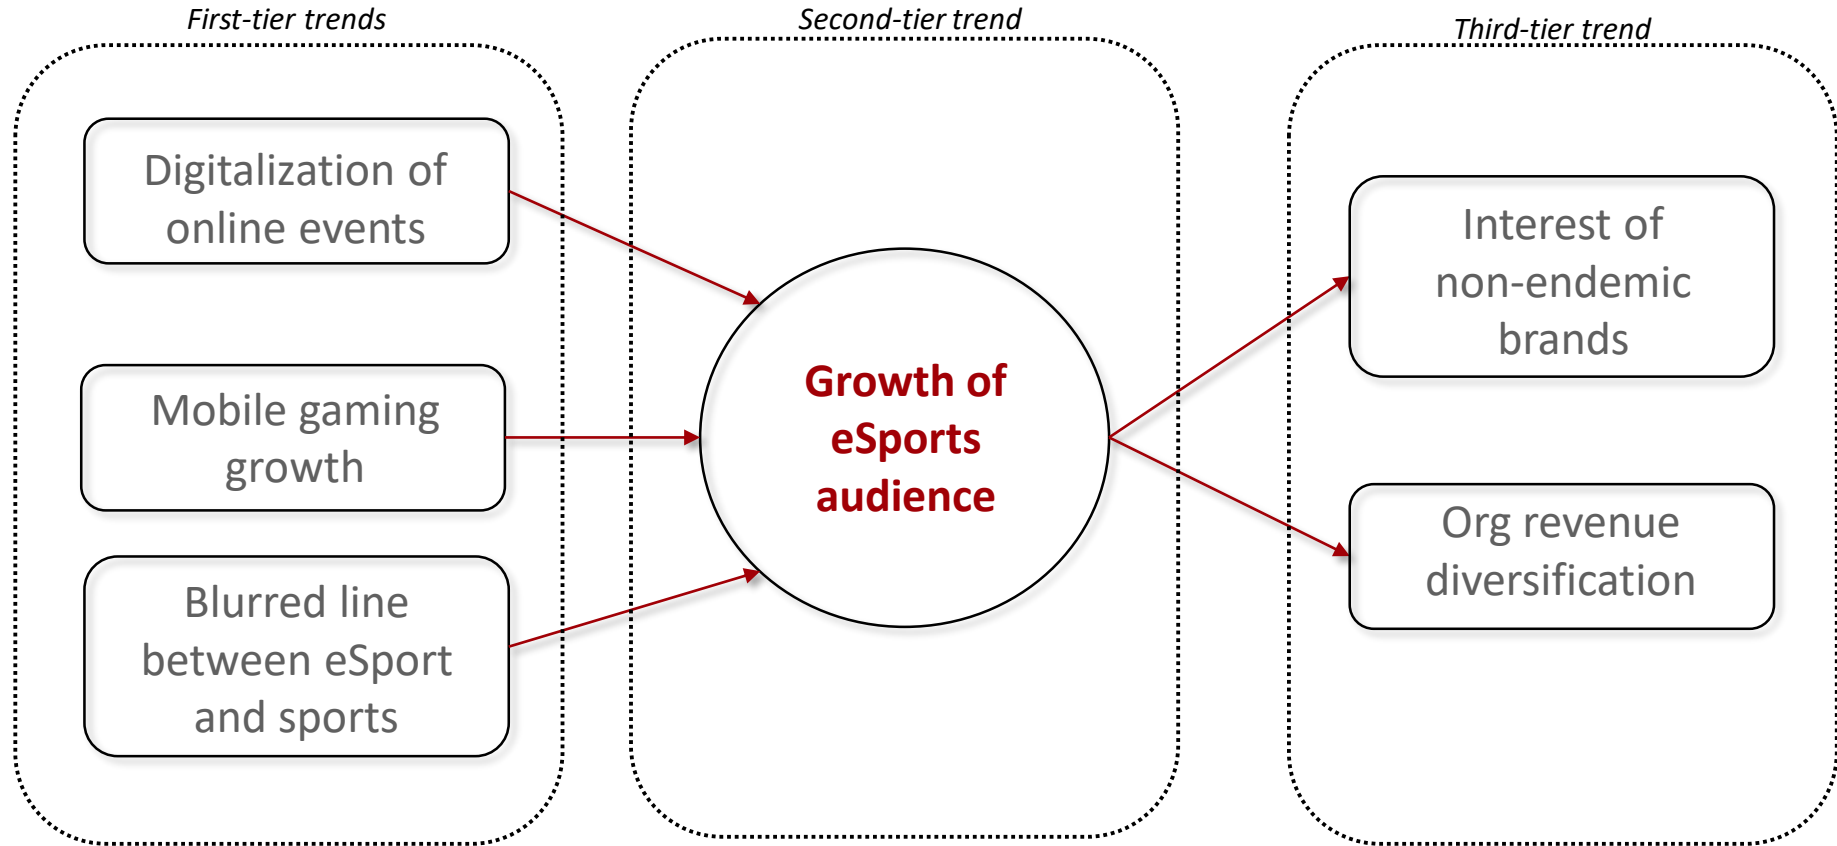 First-tier trends
Second-tier trend
Third-tier trend
Digitalization of
online events
Mobile gaming
growth
Blurred line
between eSport
and sports
Growth of
eSports
audience
Interest of
non-endemic
brands
Org revenue
diversification